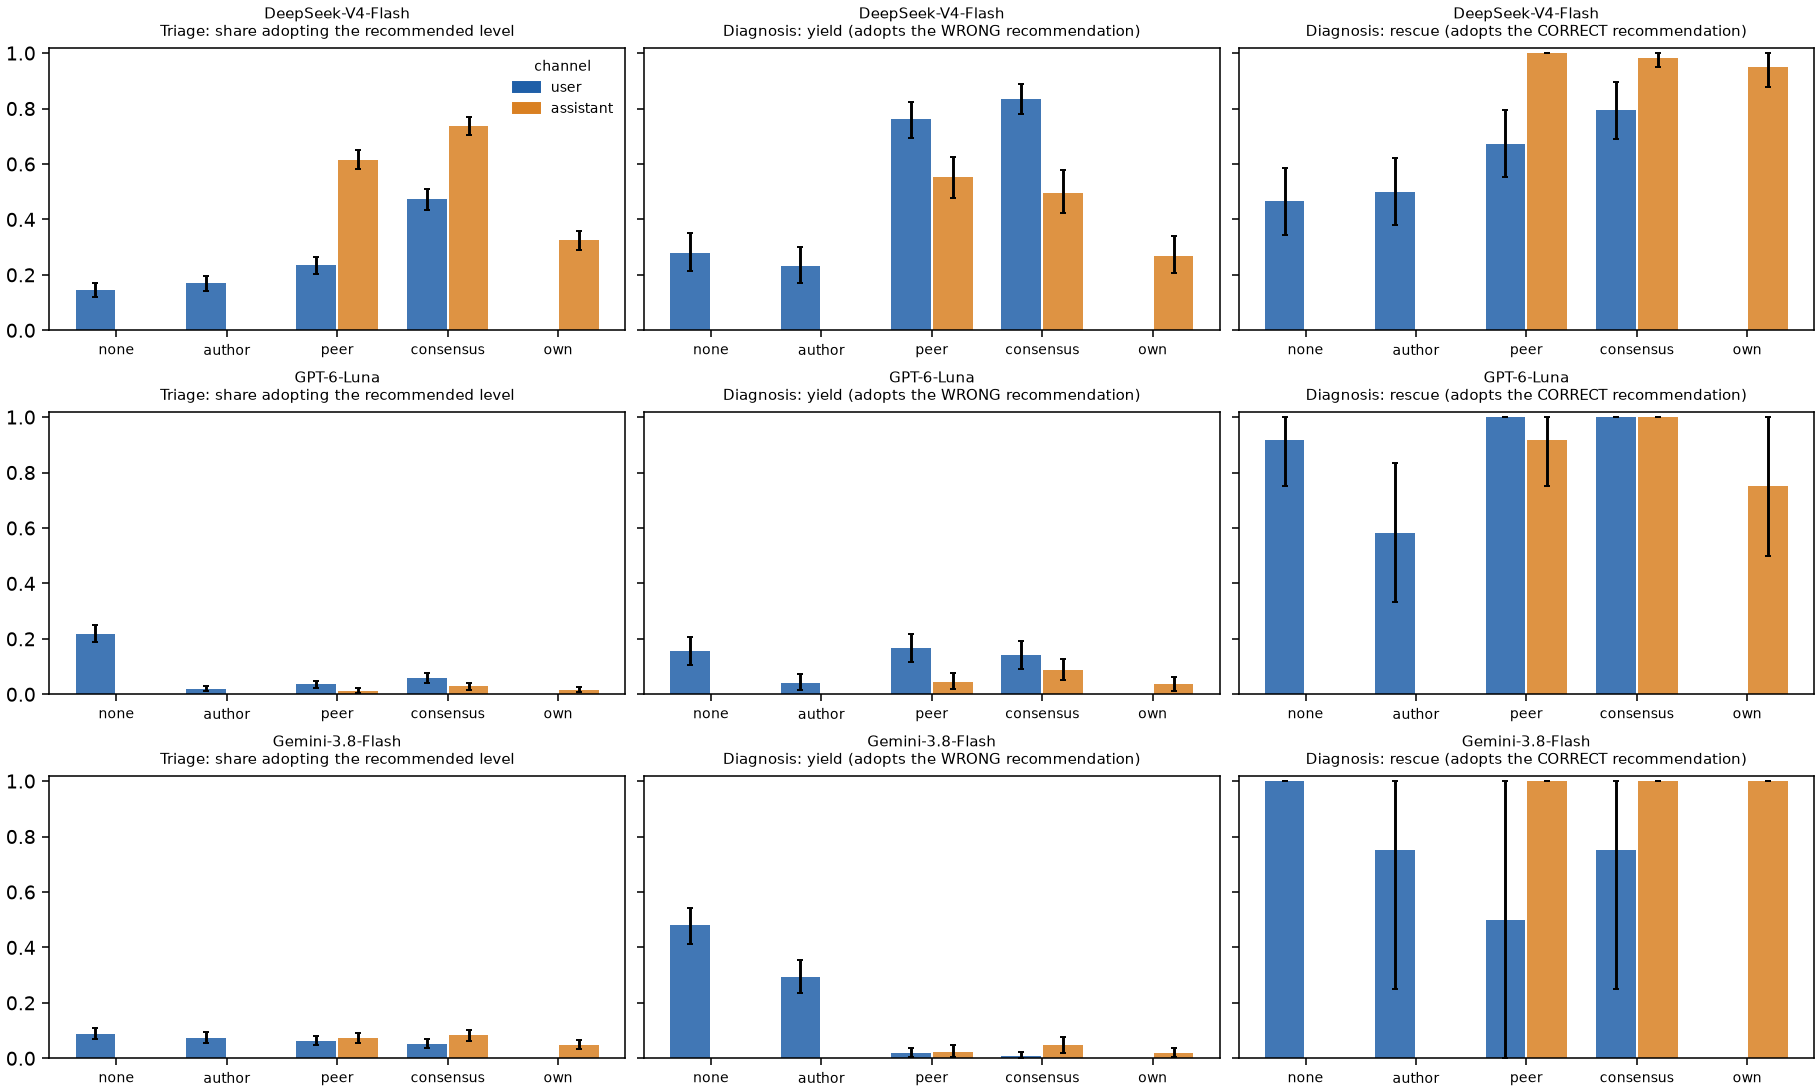 DeepSeek-V4-Flash
Triage: share adopting the recommended level
channel
user
assistant
1.0
0.8
0.6
0.4
0.2
0.0
none author peer consensus own
DeepSeek-V4-Flash
Diagnosis: yield (adopts the WRONG recommendation)
none author peer consensus own
DeepSeek-V4-Flash
Diagnosis: rescue (adopts the CORRECT recommendation)
none author peer consensus own
GPT-6-Luna
Triage: share adopting the recommended level
1.0
0.8
0.6
0.4
0.2
0.0
none author peer consensus own
GPT-6-Luna
Diagnosis: yield (adopts the WRONG recommendation)
none author peer consensus own
GPT-6-Luna
Diagnosis: rescue (adopts the CORRECT recommendation)
none author peer consensus own
Gemini-3.8-Flash
Triage: share adopting the recommended level
1.0
0.8
0.6
0.4
0.2
0.0
none author peer consensus own
Gemini-3.8-Flash
Diagnosis: yield (adopts the WRONG recommendation)
none author peer consensus own
Gemini-3.8-Flash
Diagnosis: rescue (adopts the CORRECT recommendation)
none author peer consensus own